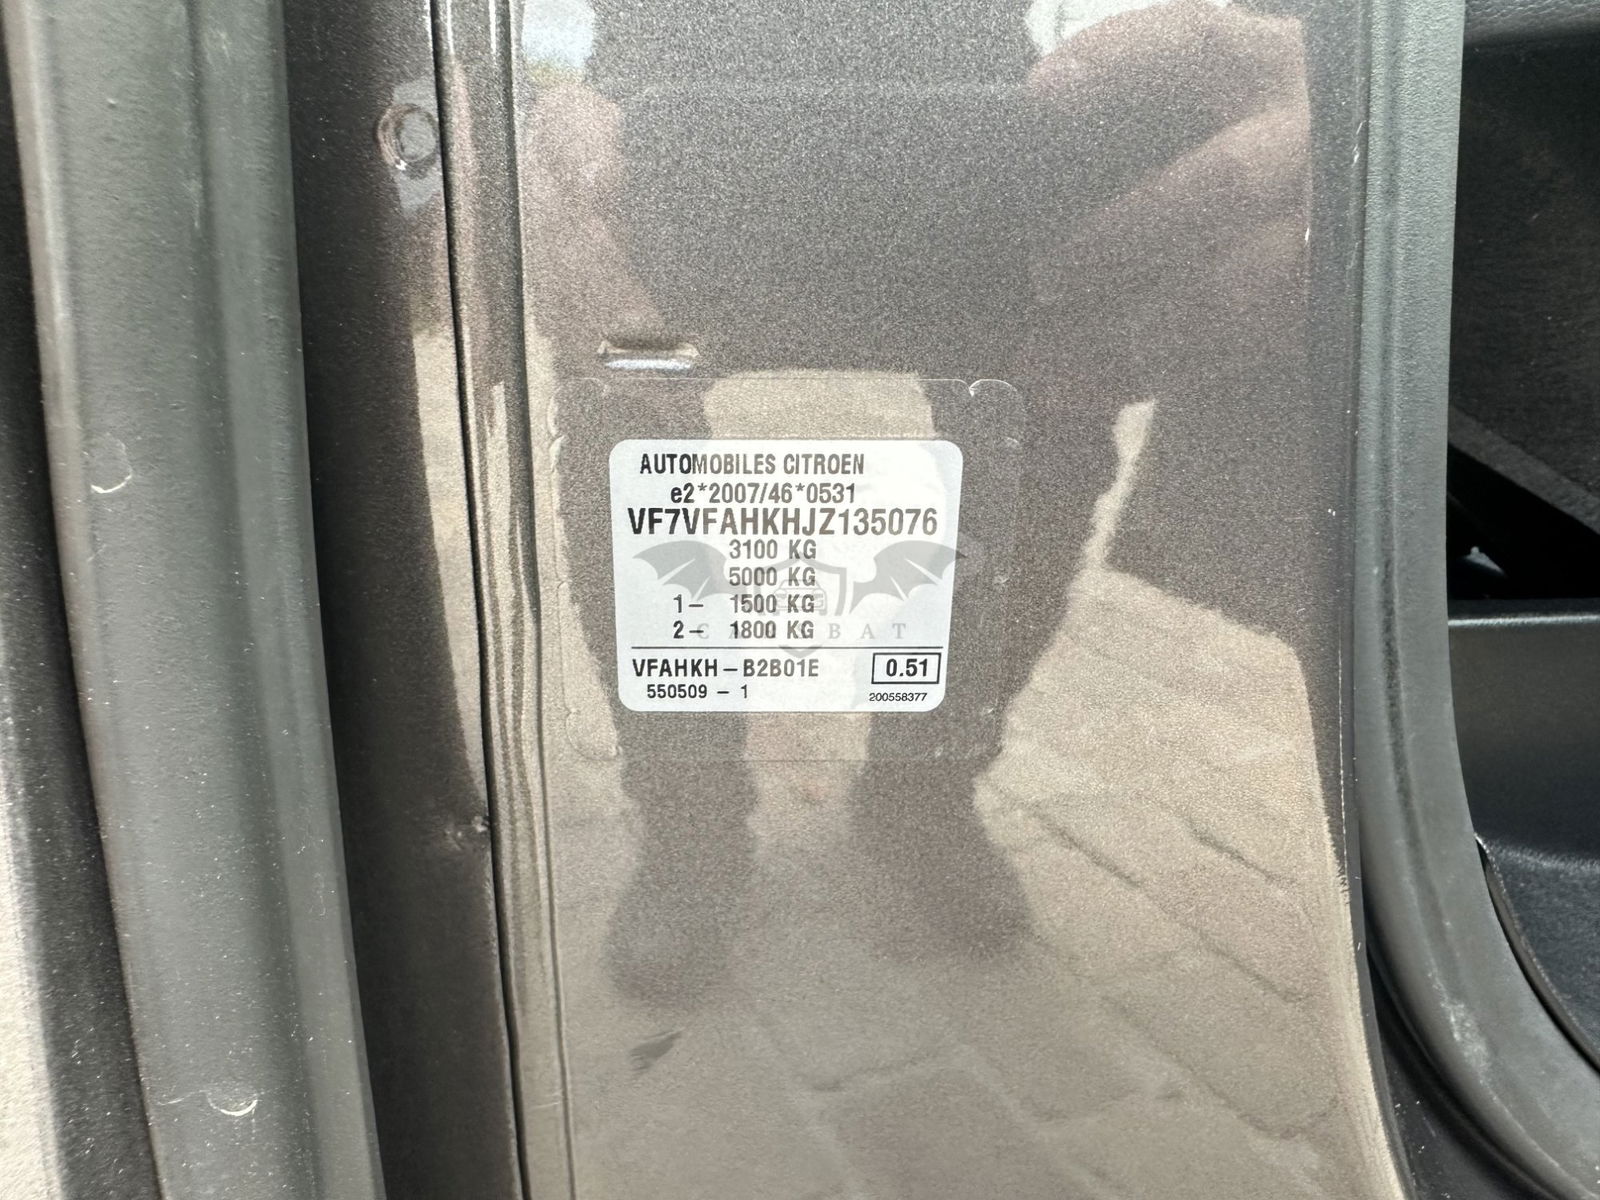 AUTOMOBILES CITROEN
e2*2007/46*0531
VF7VFAHKHJZ135076
3100 KG
5000 KG
1- 1500 KG
2- 1800 KG
CARSBAT
VFAHKH-B2B01E 0.51
550509 - 1 200558377